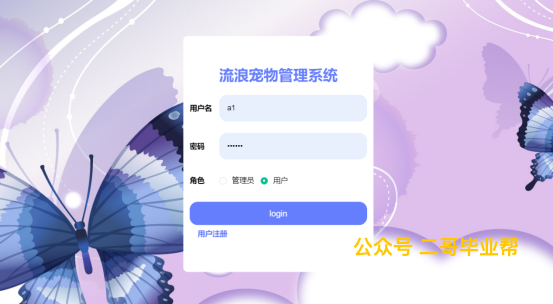 流浪宠物管理系统
用户名 a1
密码 ••••••
角色 管理员 用户
login
用户注册
公众号 二哥毕业帮